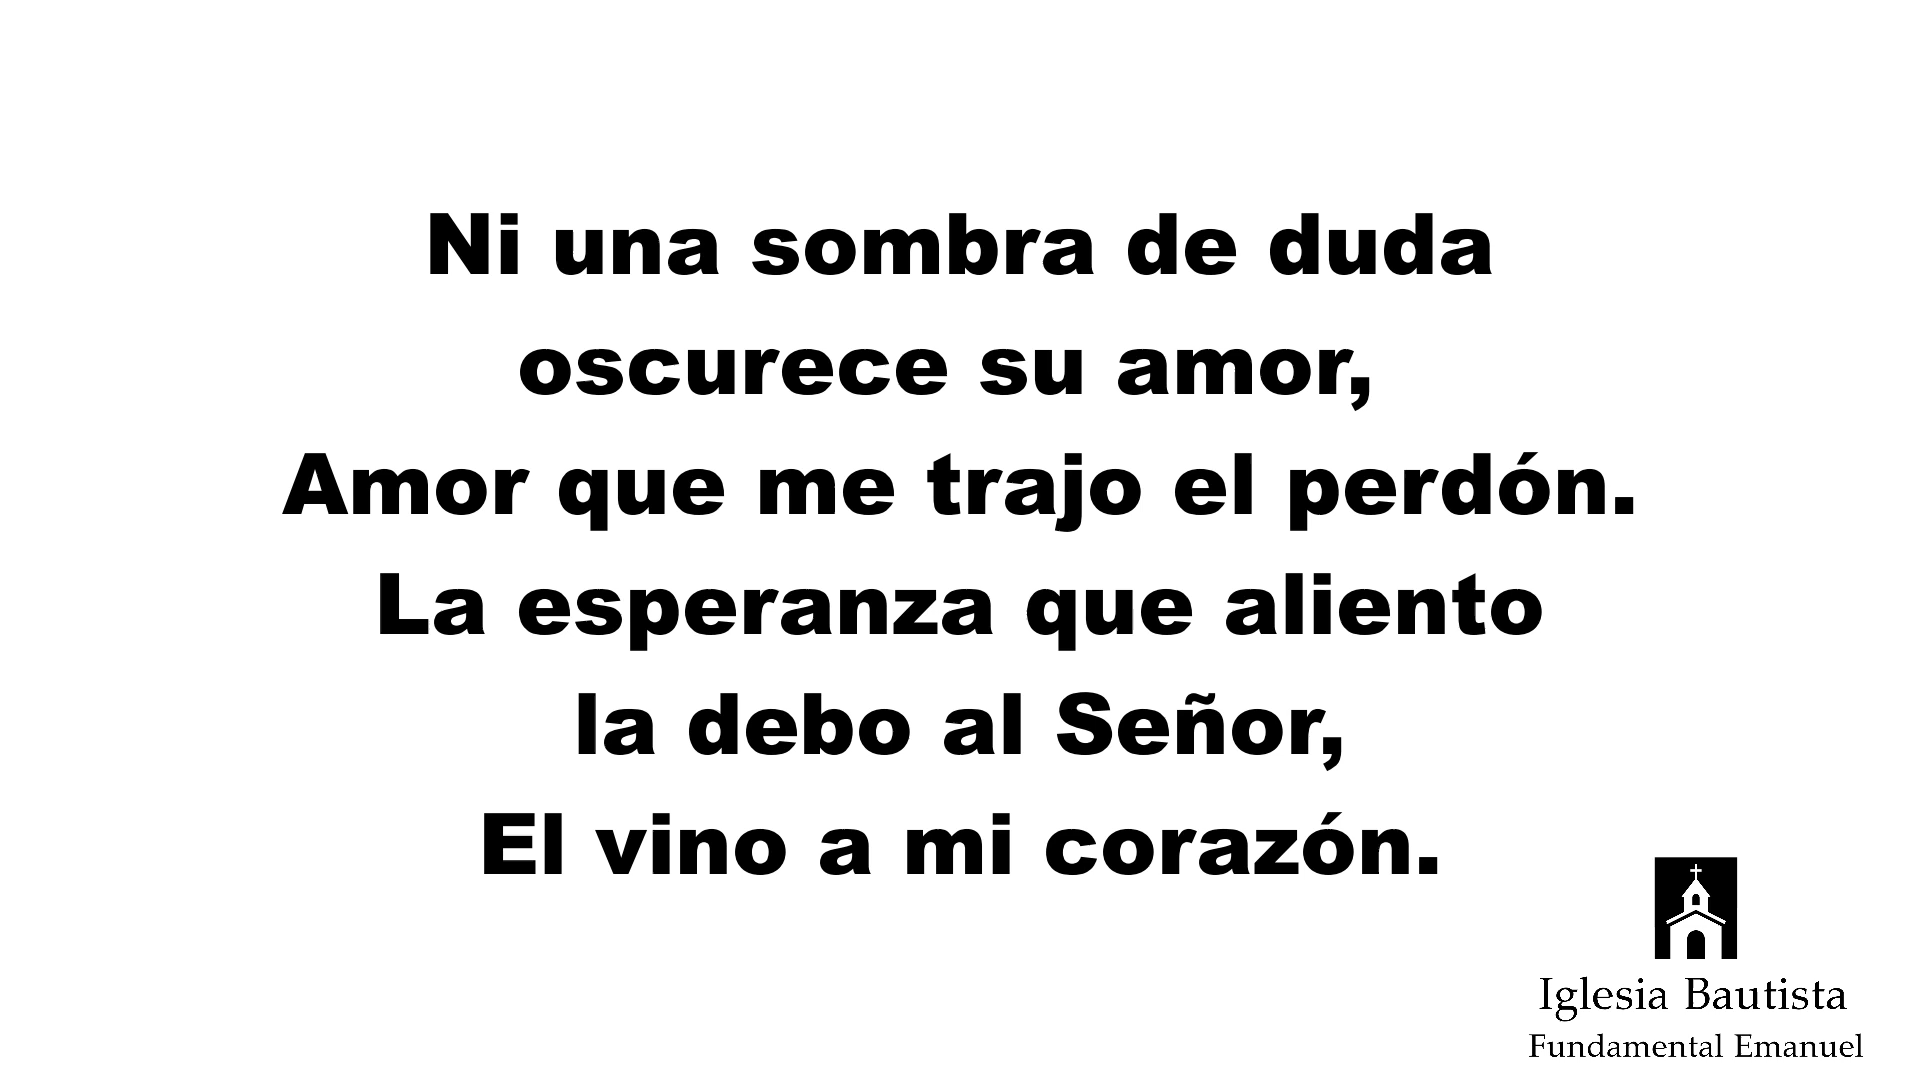 Ni una sombra de duda
oscurece su amor,
Amor que me trajo el perdón.
La esperanza que aliento
la debo al Señor,
El vino a mi corazón.
Iglesia Bautista
Fundamental Emanuel